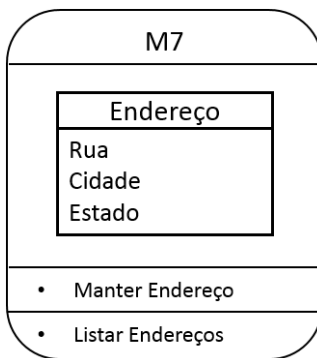 M7
Endereço
Rua
Cidade
Estado
• Manter Endereço
• Listar Endereços